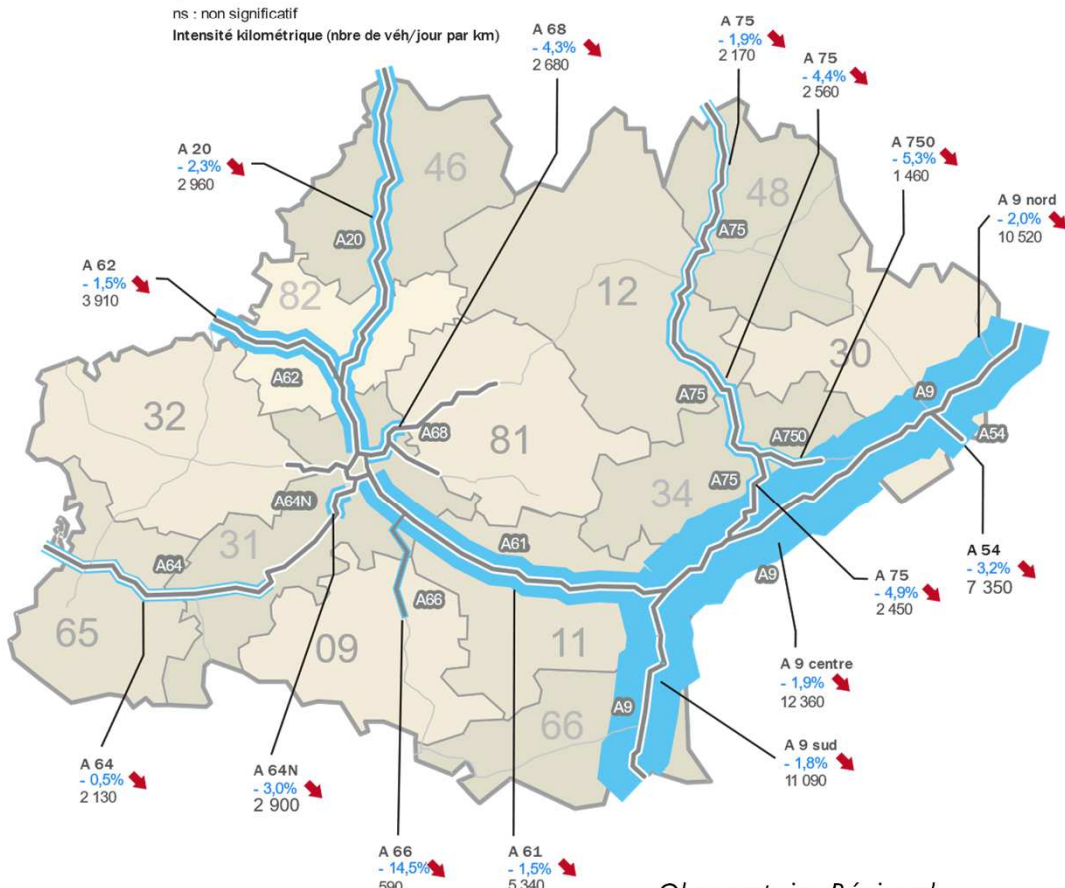 ns : non significatif
Intensité kilométrique (nbre de véh/jour par km)
A 68
- 4,3%
2 680
A 75
- 1,9%
2 170
A 75
- 4,4%
2 560
A 20
- 2,3%
2 960
A 750
- 5,3%
1 460
A 9 nord
- 2,0%
10 520
A 62
- 1,5%
3 910
46
48
A20
A75
82
12
30
A62
A75
A9
32
A68
81
A750
A54
A64N
A75
34
31
A61
A64
A9
A 54
- 3,2%
7 350
A 75
- 4,9%
2 450
A66
65
09
11
A 9 centre
- 1,9%
12 360
A9
66
A 9 sud
- 1,8%
11 090
A 64
- 0,5%
2 130
A 64N
- 3,0%
2 900
A 66
- 14,5%
590
A 61
- 1,5%
5 340